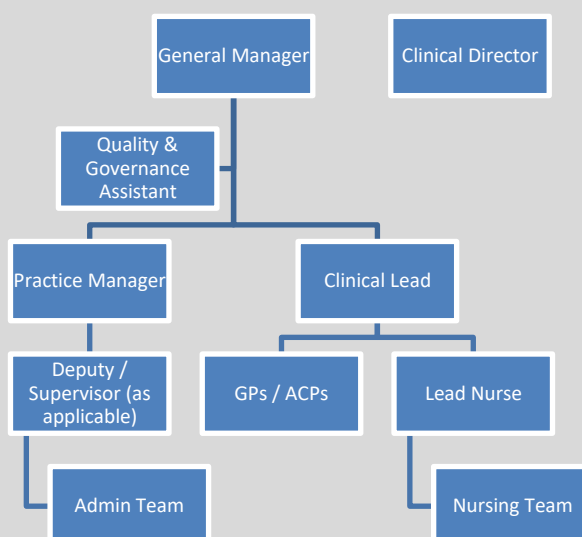 General Manager
Clinical Director
Quality &
Governance
Assistant
Practice Manager
Clinical Lead
Deputy /
Supervisor (as
applicable)
GPs / ACPs
Lead Nurse
Admin Team
Nursing Team